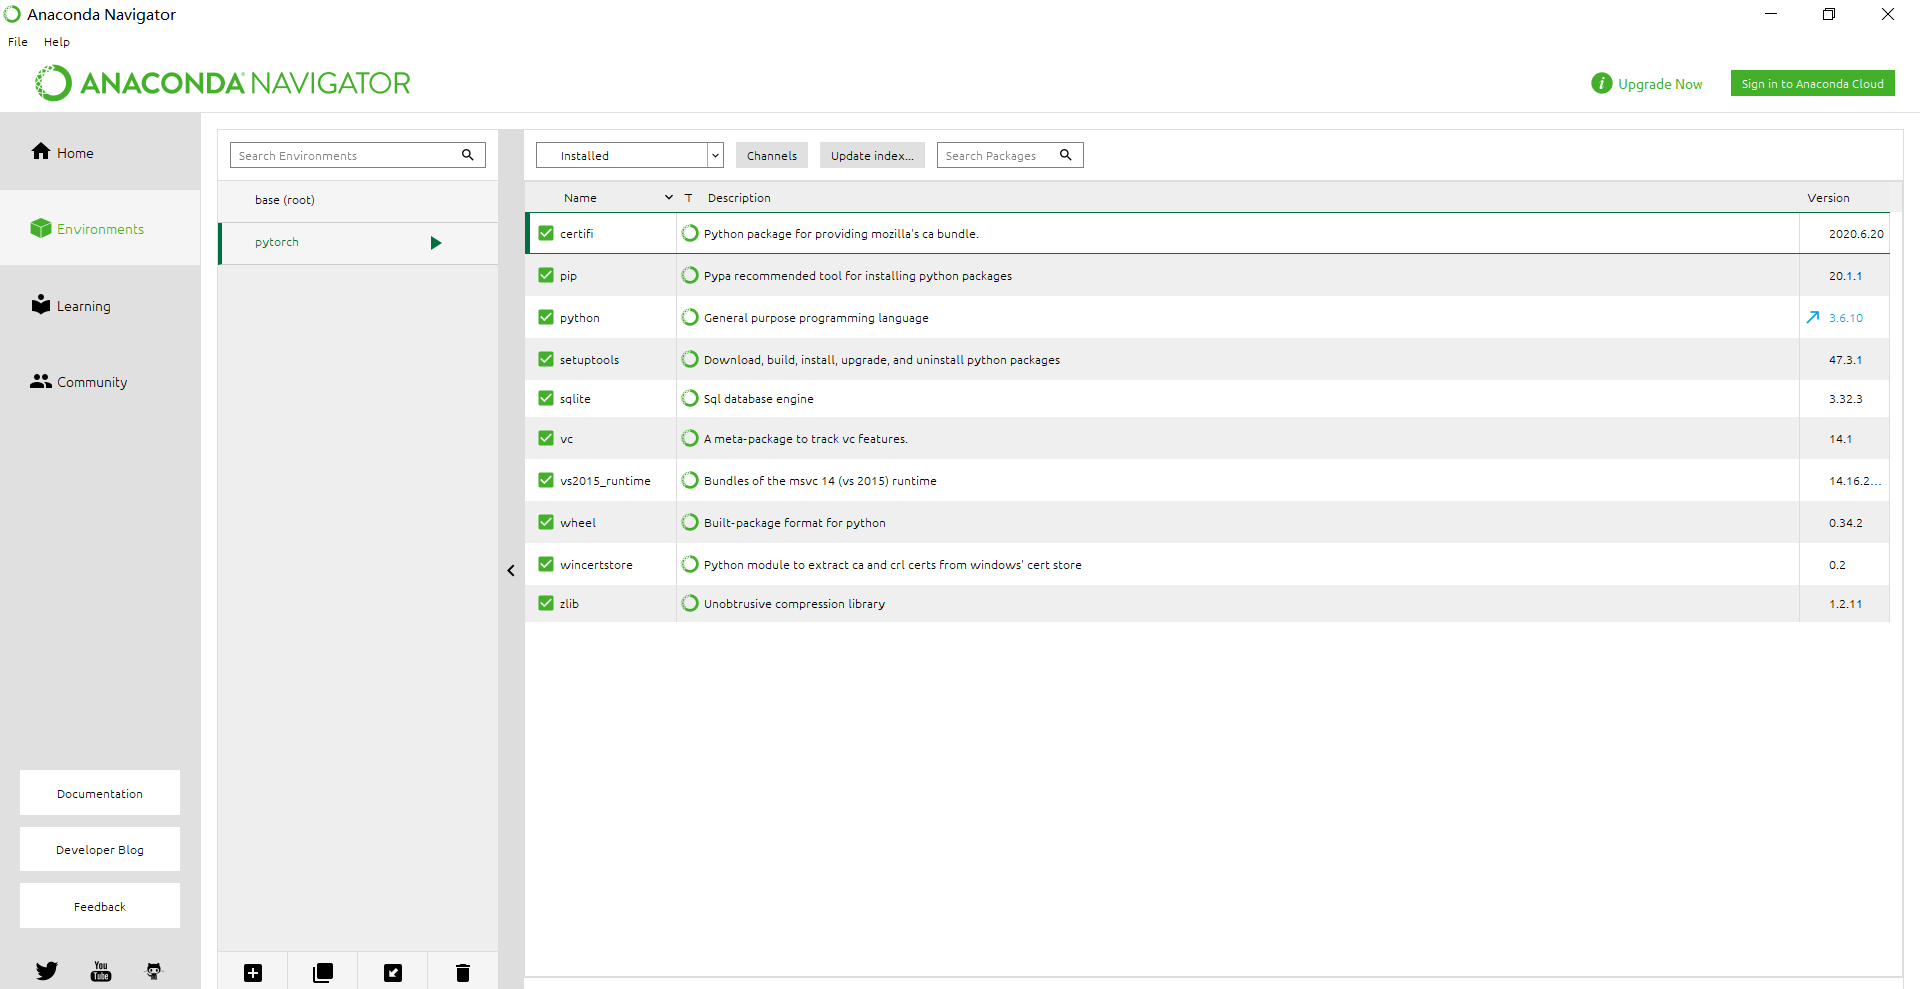 Anaconda Navigator
File Help
ANACONDA NAVIGATOR
Upgrade Now
Sign in to Anaconda Cloud
Home
Environments
Learning
Community
Documentation
Developer Blog
Feedback
You
Tube
Search Environments
base (root)
pytorch
Installed Channels Update index... Search Packages
Name T Description Version
certifi Python package for providing mozilla's ca bundle. 2020.6.20
pip Pypa recommended tool for installing python packages 20.1.1
python General purpose programming language 3.6.10
setuptools Download, build, install, upgrade, and uninstall python packages 47.3.1
sqlite Sql database engine 3.32.3
vc A meta-package to track vc features. 14.1
vs2015_runtime Bundles of the msvc 14 (vs 2015) runtime 14.16.2...
wheel Built-package format for python 0.34.2
wincertstore Python module to extract ca and crl certs from windows' cert store 0.2
zlib Unobtrusive compression library 1.2.11